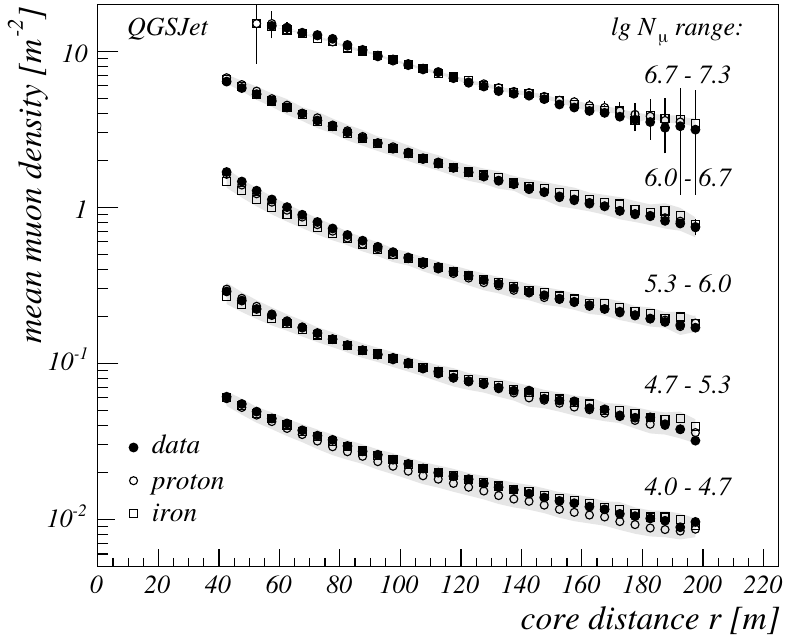 QGSJet
lg N_μ range:
mean muon density [m^-2]
10
1
10^-1
10^-2
6.7 - 7.3
6.0 - 6.7
5.3 - 6.0
4.7 - 5.3
4.0 - 4.7
data
proton
iron
0 20 40 60 80 100 120 140 160 180 200 220
core distance r [m]